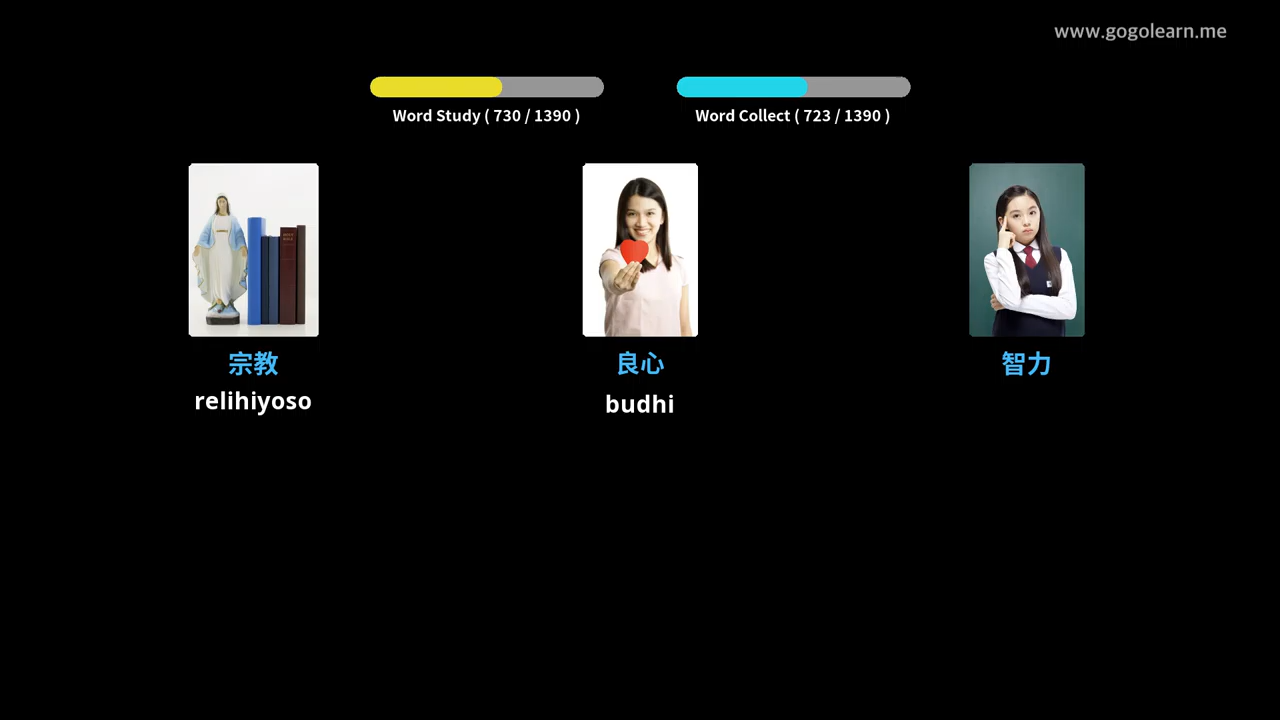 www.gogolearn.me
Word Study ( 730 / 1390 )
Word Collect ( 723 / 1390 )
宗教
良心
智力
relihiyoso
budhi